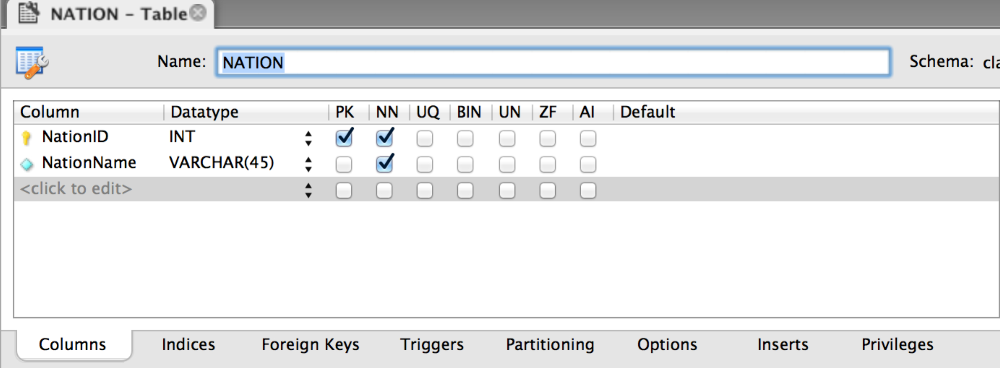 NATION - Table
Name: NATION Schema: cla
Column Datatype PK NN UQ BIN UN ZF AI Default
NationID INT
NationName VARCHAR(45)
<click to edit>
Columns Indices Foreign Keys Triggers Partitioning Options Inserts Privileges